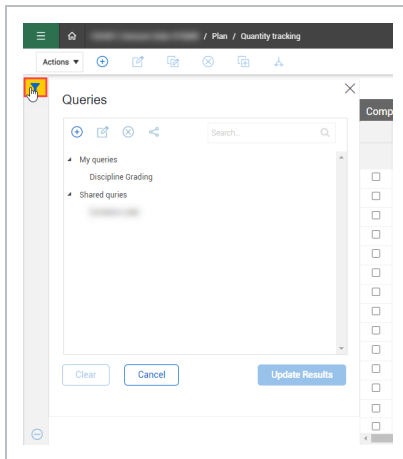 / Plan / Quantity tracking
Actions
Queries
Comp
Search...
My queries
Discipline Grading
Shared quries
Clear
Cancel
Update Results